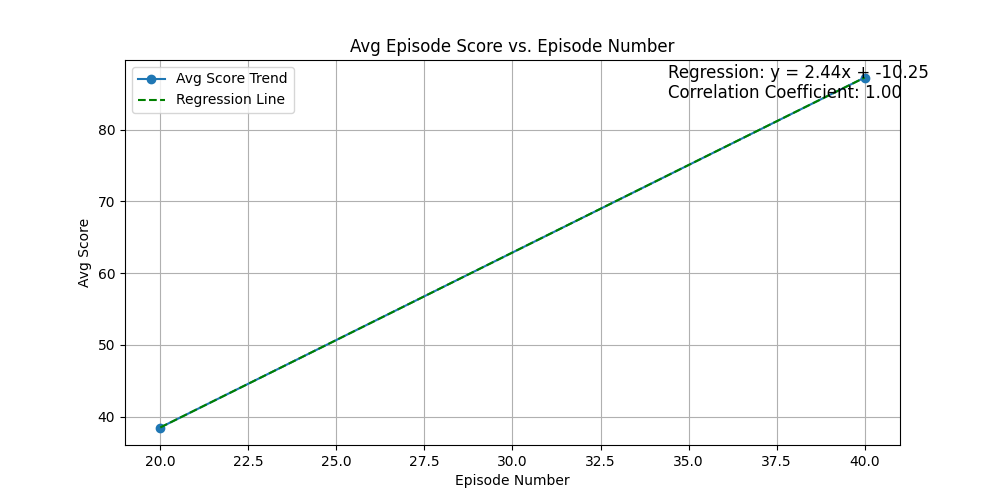 Avg Episode Score vs. Episode Number
Avg Score Trend
Regression Line
Regression: y = 2.44x + -10.25
Correlation Coefficient: 1.00
Avg Score
80
70
60
50
40
20.0 22.5 25.0 27.5 30.0 32.5 35.0 37.5 40.0
Episode Number